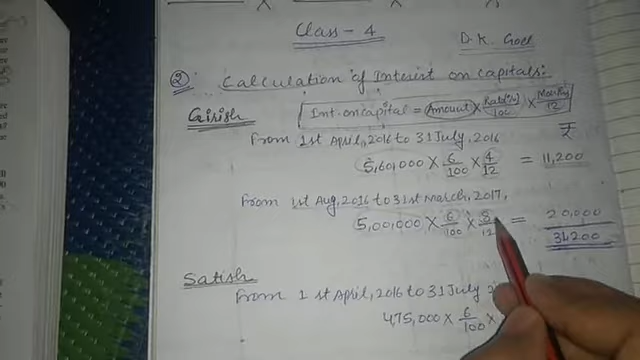 Class - 4
D.K. Goel
② Calculation of Interest on capitals:
Girish
Int. on capital = Amount × Rate(%)/100 × Months/12
From 1st April, 2016 to 31 July, 2016
₹
5,60,000 × 6/100 × 4/12 = 11,200
From 1st Aug, 2016 to 31st March, 2017,
5,00,000 × 6/100 × 8/12 = 20,000
31,200
Satish
From 1 st April, 2016 to 31 July
475,000 × 6/100 ×